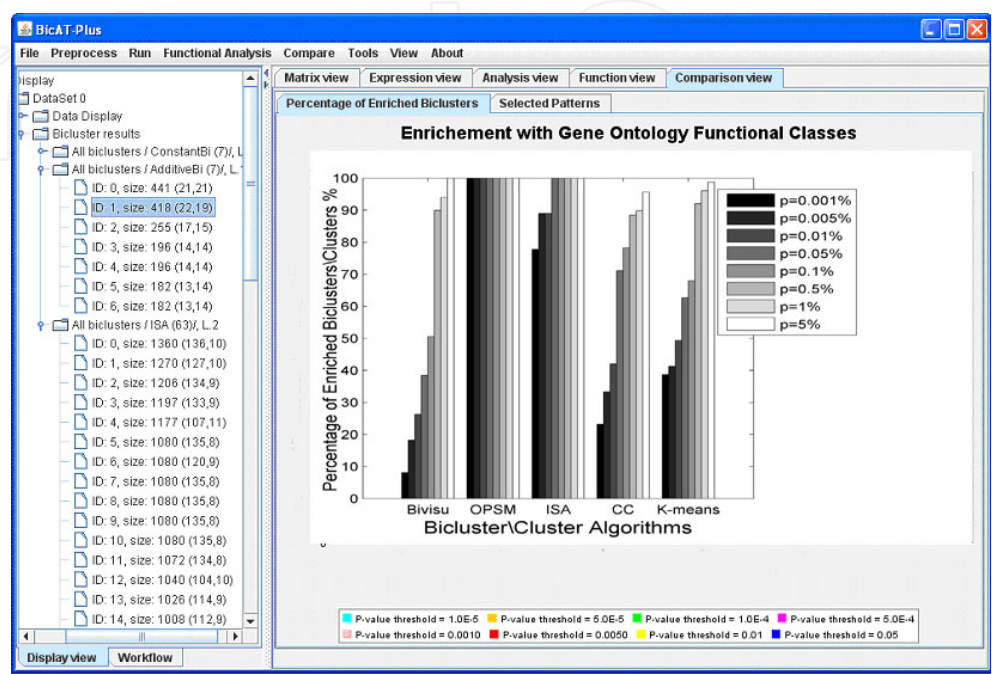 BicAT-Plus
File Preprocess Run Functional Analysis Compare Tools View About
Display
DataSet 0
Data Display
Bicluster results
All biclusters / ConstantBi (7)/, L
All biclusters / AdditiveBi (7)/, L.
ID: 0, size: 441 (21,21)
ID: 1, size: 418 (22,19)
ID: 2, size: 255 (17,15)
ID: 3, size: 196 (14,14)
ID: 4, size: 196 (14,14)
ID: 5, size: 182 (13,14)
ID: 6, size: 182 (13,14)
All biclusters / ISA (63)/, L.2
ID: 0, size: 1360 (136,10)
ID: 1, size: 1270 (127,10)
ID: 2, size: 1206 (134,9)
ID: 3, size: 1197 (133,9)
ID: 4, size: 1177 (107,11)
ID: 5, size: 1080 (135,8)
ID: 6, size: 1080 (120,9)
ID: 7, size: 1080 (135,8)
ID: 8, size: 1080 (135,8)
ID: 9, size: 1080 (135,8)
ID: 10, size: 1080 (135,8)
ID: 11, size: 1072 (134,8)
ID: 12, size: 1040 (104,10)
ID: 13, size: 1026 (114,9)
ID: 14, size: 1008 (112,9)
Display view Workflow
Matrix view Expression view Analysis view Function view Comparison view
Percentage of Enriched Biclusters Selected Patterns
Enrichement with Gene Ontology Functional Classes
Percentage of Enriched Biclusters\Clusters %
100
90
80
70
60
50
40
30
20
10
0
Bivisu OPSM ISA CC K-means
Bicluster\Cluster Algorithms
p=0.001%
p=0.005%
p=0.01%
p=0.05%
p=0.1%
p=0.5%
p=1%
p=5%
P-value threshold = 1.0E-5 P-value threshold = 5.0E-5 P-value threshold = 1.0E-4 P-value threshold = 5.0E-4
P-value threshold = 0.0010 P-value threshold = 0.0050 P-value threshold = 0.01 P-value threshold = 0.05